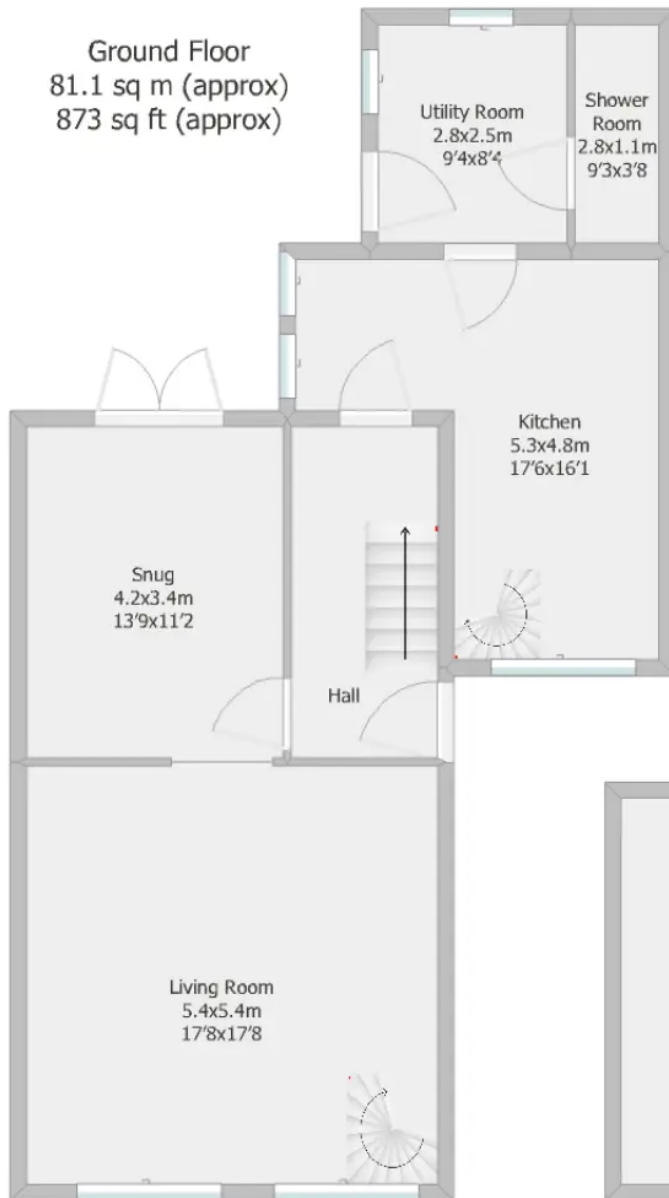 Ground Floor
81.1 sq m (approx)
873 sq ft (approx)
Utility Room
2.8x2.5m
9'4x8'4
Shower
Room
2.8x1.1m
9'3x3'8
Kitchen
5.3x4.8m
17'6x16'1
Snug
4.2x3.4m
13'9x11'2
Hall
Living Room
5.4x5.4m
17'8x17'8